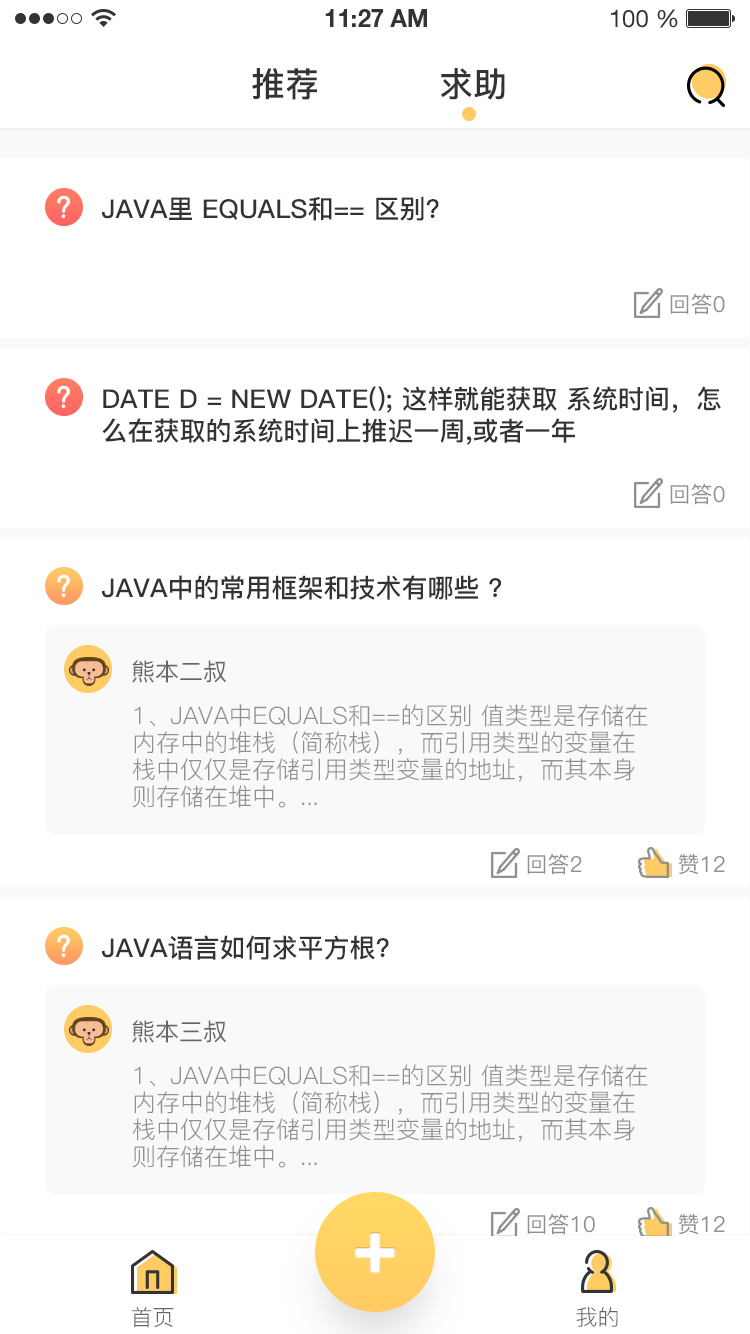 11:27 AM
100 %
推荐
求助
? JAVA里 EQUALS和== 区别?
回答0
? DATE D = NEW DATE(); 这样就能获取 系统时间，怎
么在获取的系统时间上推迟一周,或者一年
回答0
? JAVA中的常用框架和技术有哪些 ?
熊本二叔
1、JAVA中EQUALS和==的区别 值类型是存储在
内存中的堆栈（简称栈），而引用类型的变量在
栈中仅仅是存储引用类型变量的地址，而其本身
则存储在堆中。...
回答2
赞12
? JAVA语言如何求平方根?
熊本三叔
1、JAVA中EQUALS和==的区别 值类型是存储在
内存中的堆栈（简称栈），而引用类型的变量在
栈中仅仅是存储引用类型变量的地址，而其本身
则存储在堆中。...
回答10
赞12
首页
我的